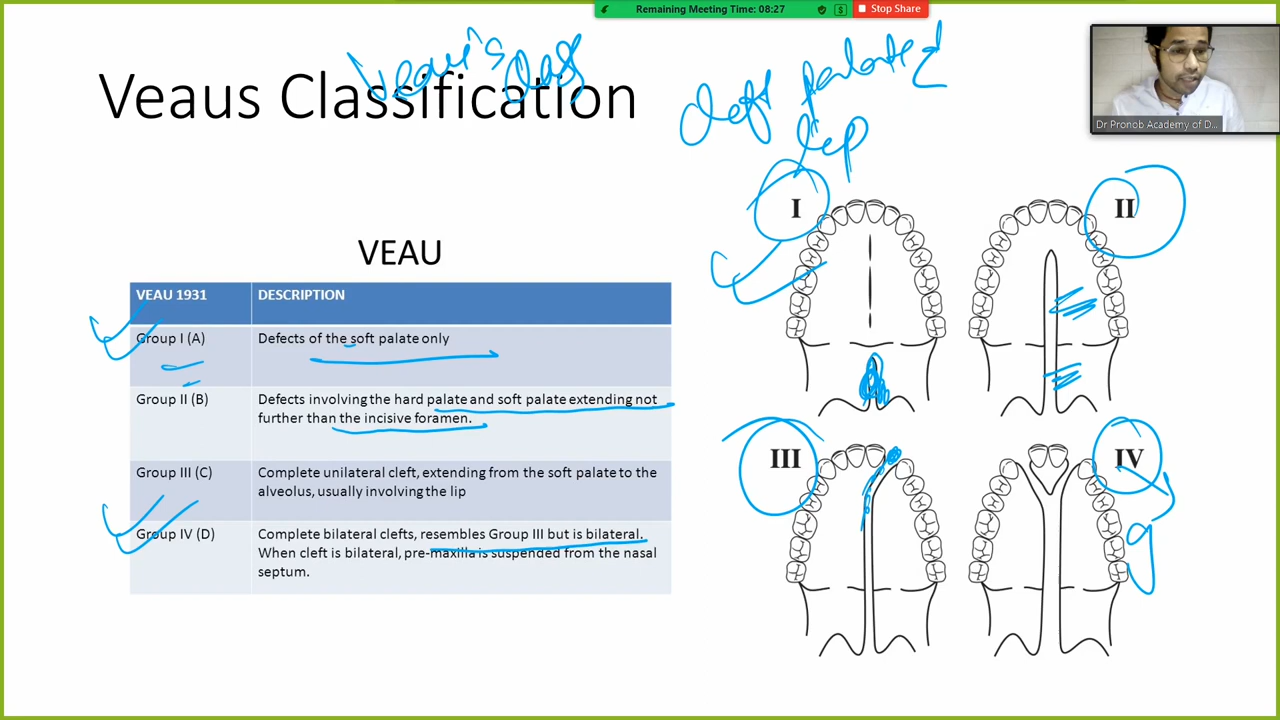 Remaining Meeting Time: 08:27
Stop Share
Veau's clas
Veaus Classification
cleft palate &
lip
Dr Pronob Academy of D...
I
II
VEAU
VEAU 1931 DESCRIPTION
Group I (A) Defects of the soft palate only
Group II (B) Defects involving the hard palate and soft palate extending not
further than the incisive foramen.
III
IV
Group III (C) Complete unilateral cleft, extending from the soft palate to the
alveolus, usually involving the lip
Group IV (D) Complete bilateral clefts, resembles Group III but is bilateral.
When cleft is bilateral, pre-maxilla is suspended from the nasal
septum.